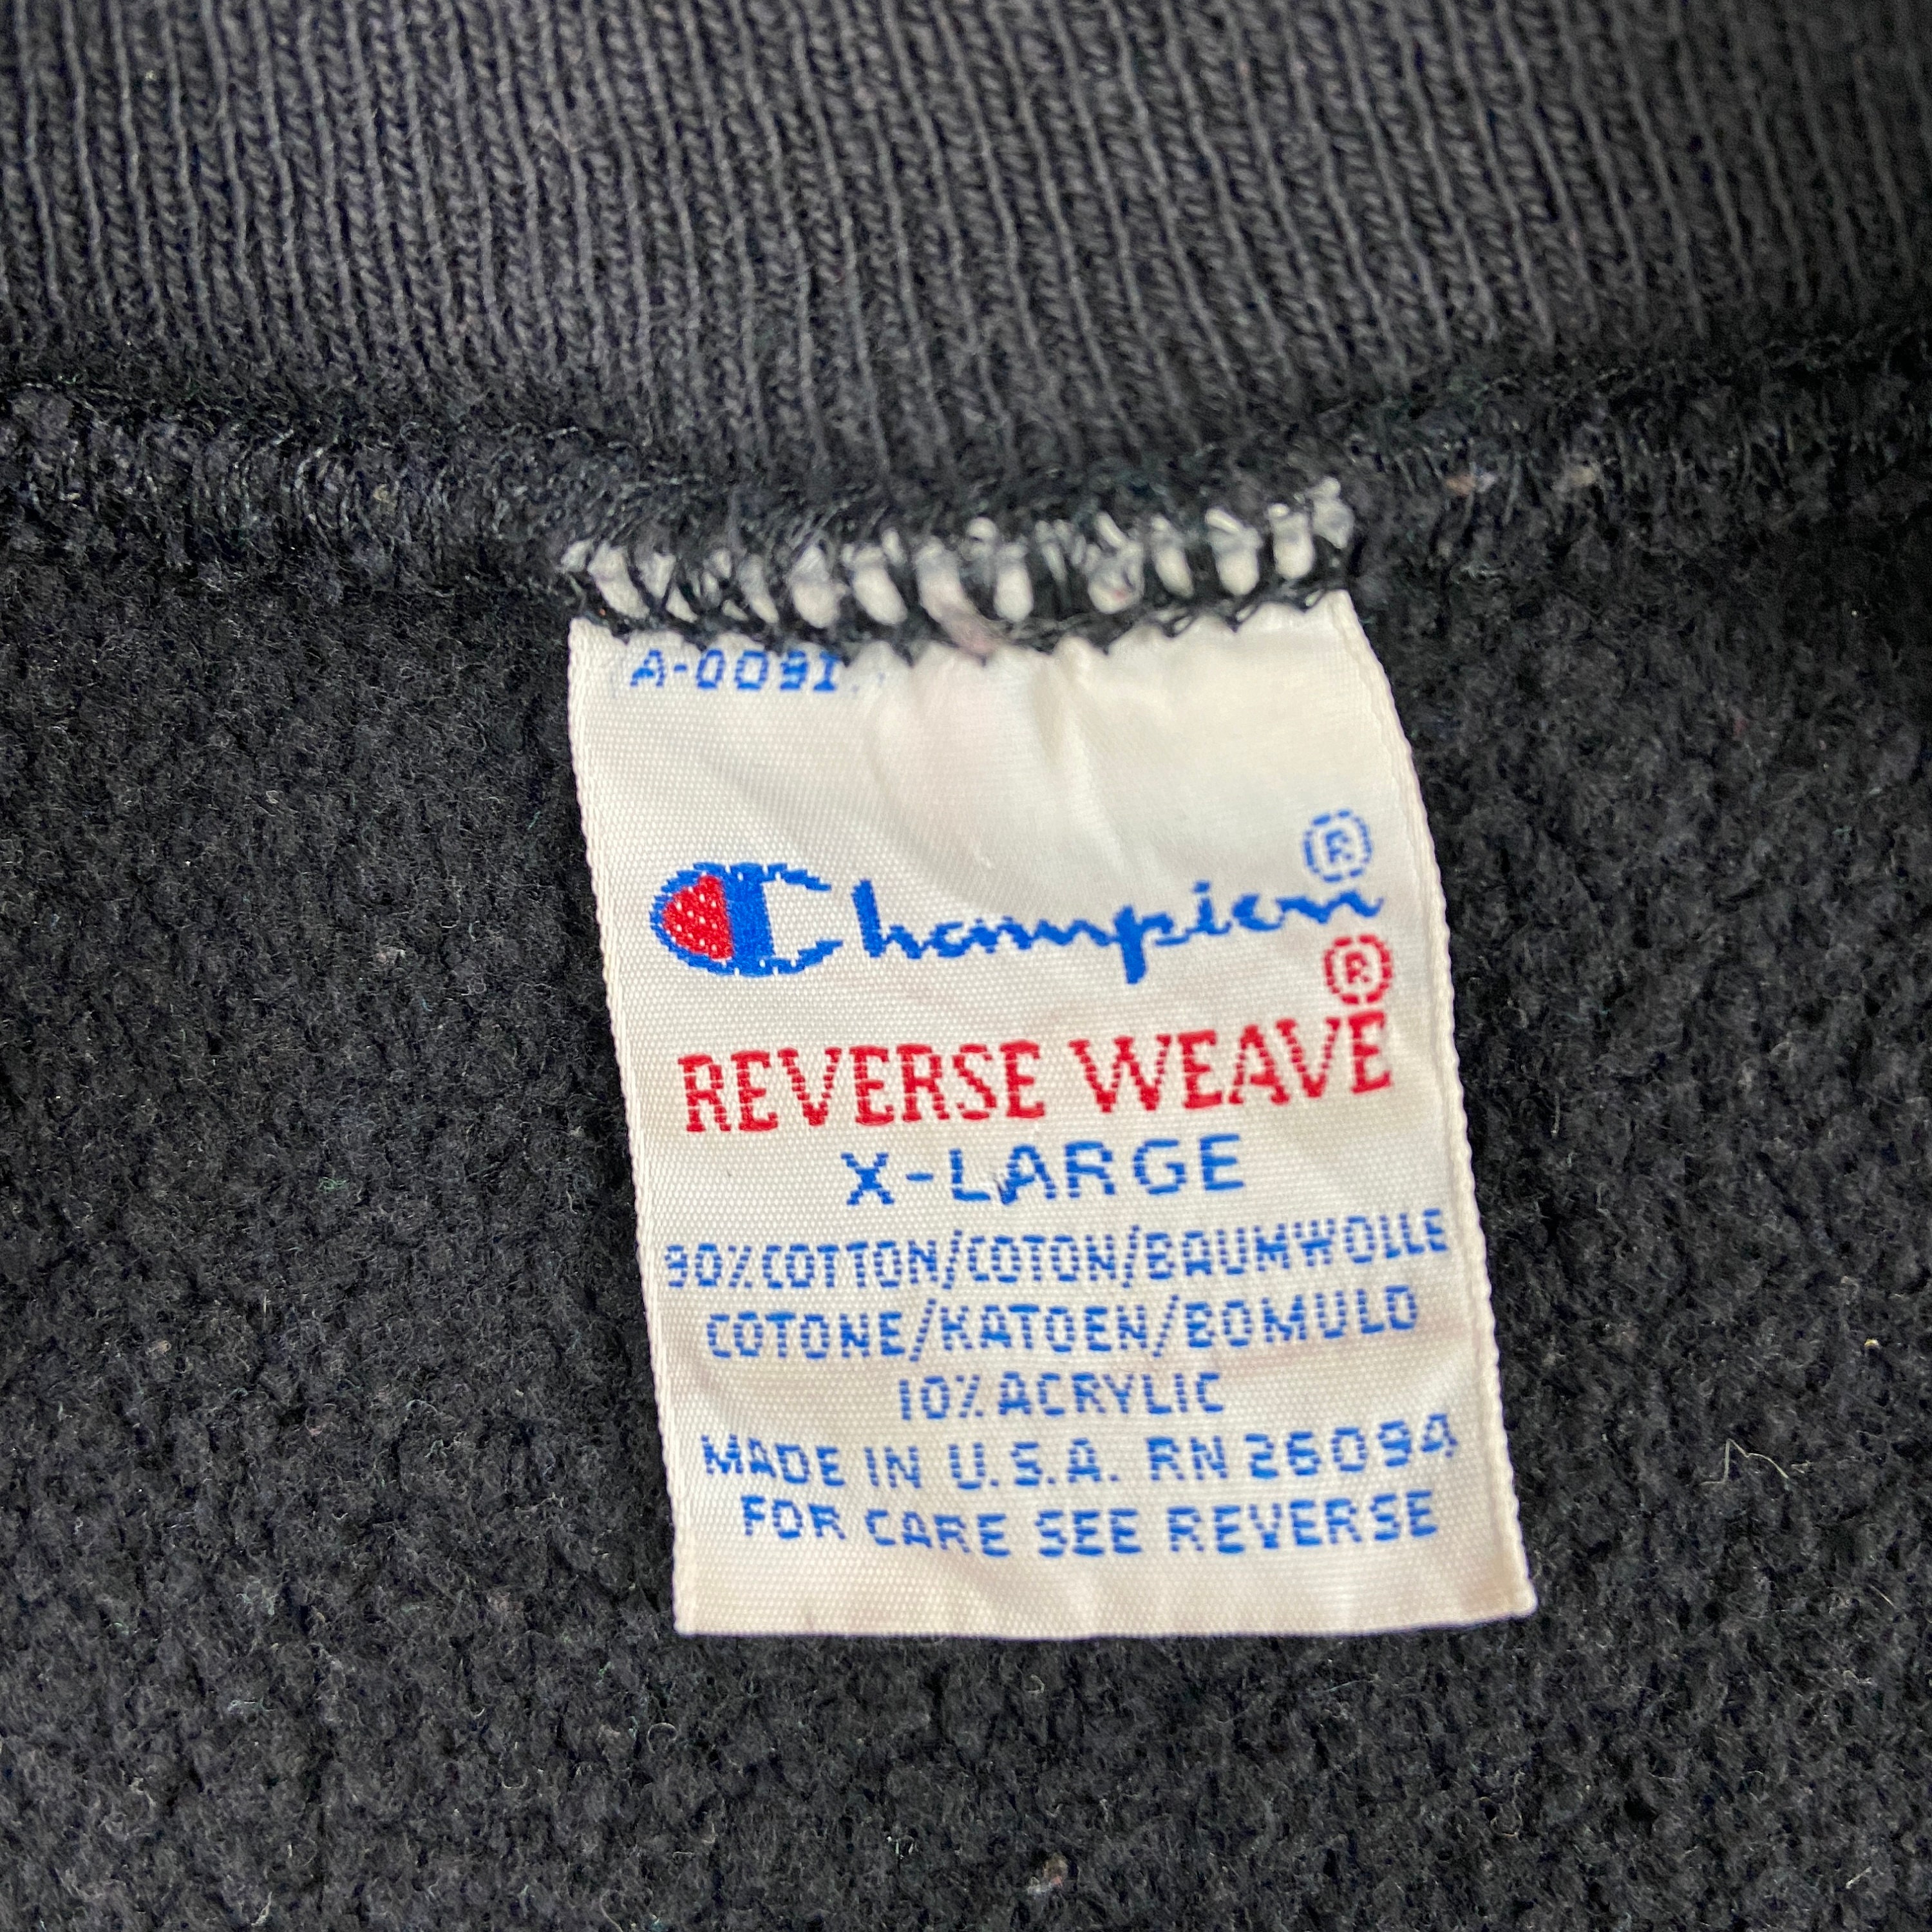 A-0091
Champion®
REVERSE WEAVE®
X-LARGE
90% COTTON/COTON/BAUMWOLLE
COTONE/KATOEN/BOMULD
10% ACRYLIC
MADE IN U.S.A. RN 26094
FOR CARE SEE REVERSE